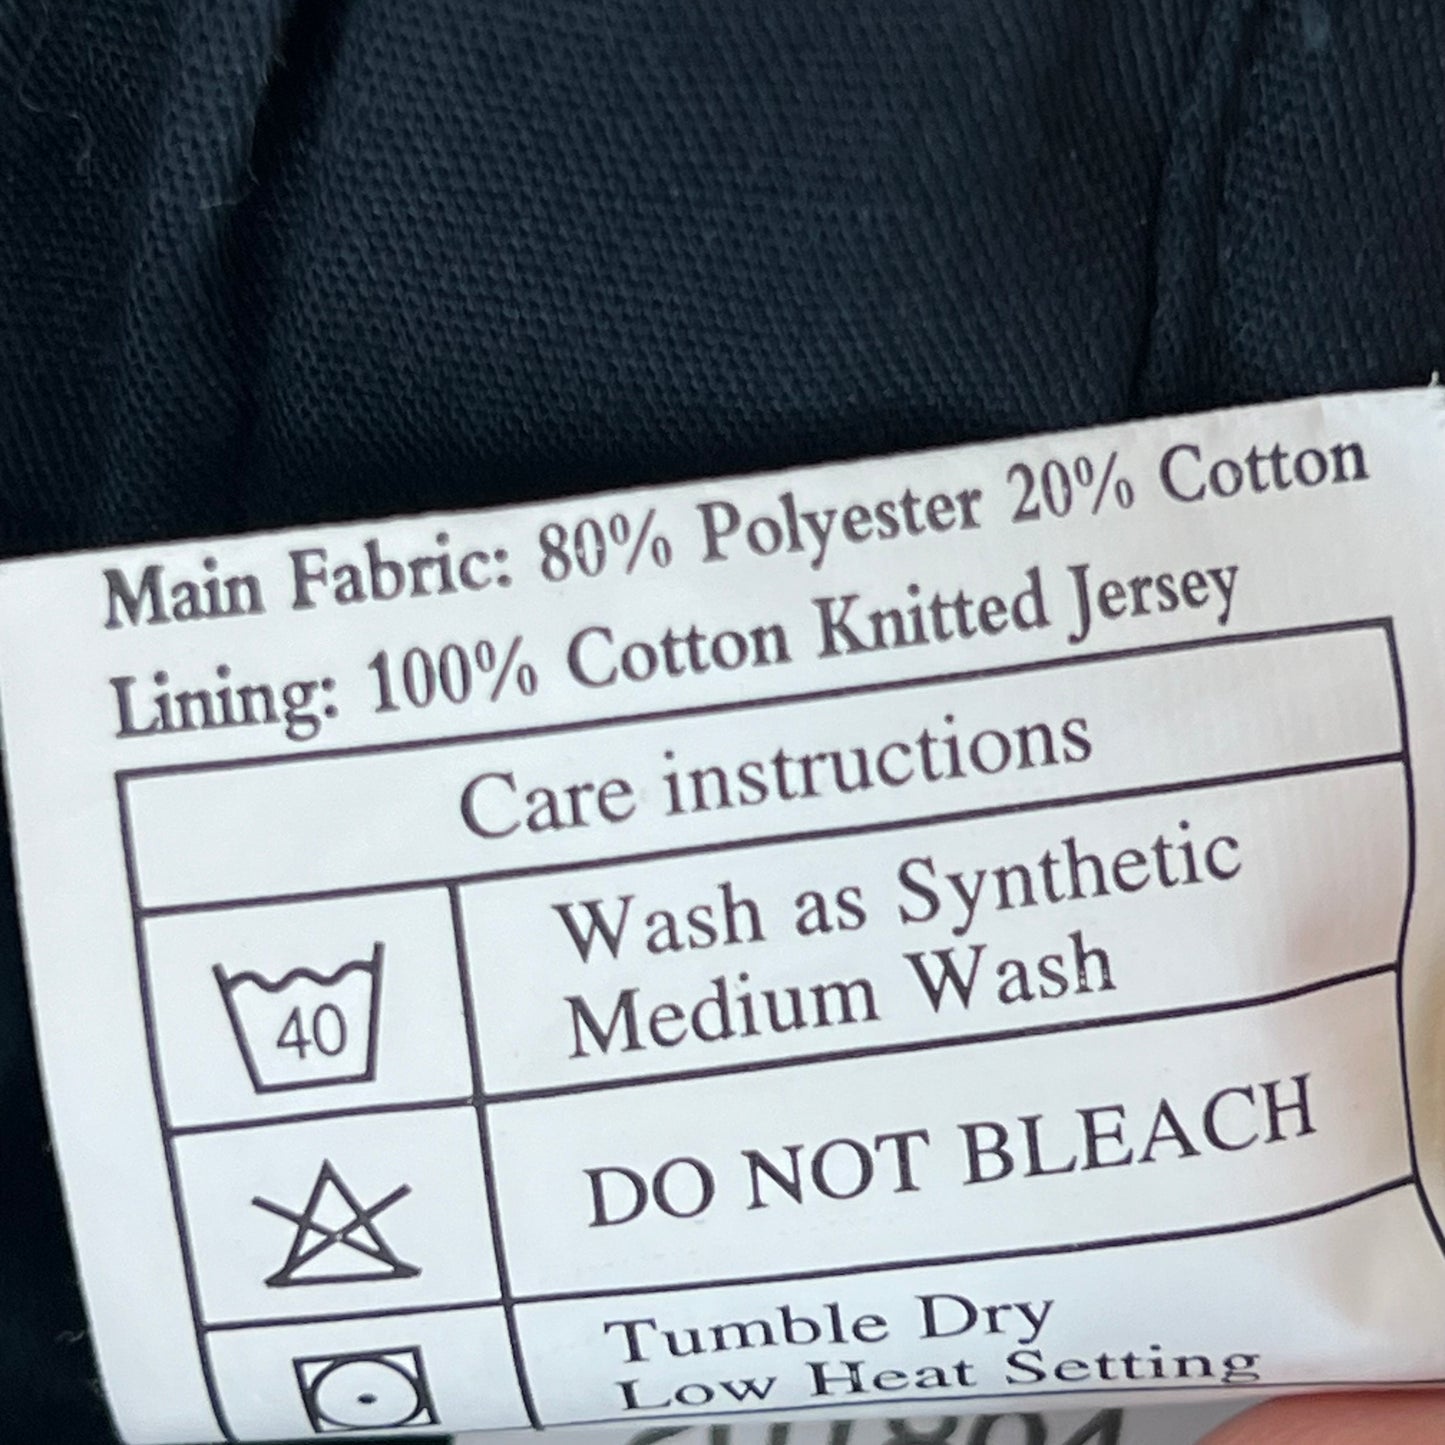 Main Fabric: 80% Polyester 20% Cotton
Lining: 100% Cotton Knitted Jersey
Care instructions
40
Wash as Synthetic
Medium Wash
DO NOT BLEACH
Tumble Dry
Low Heat Setting